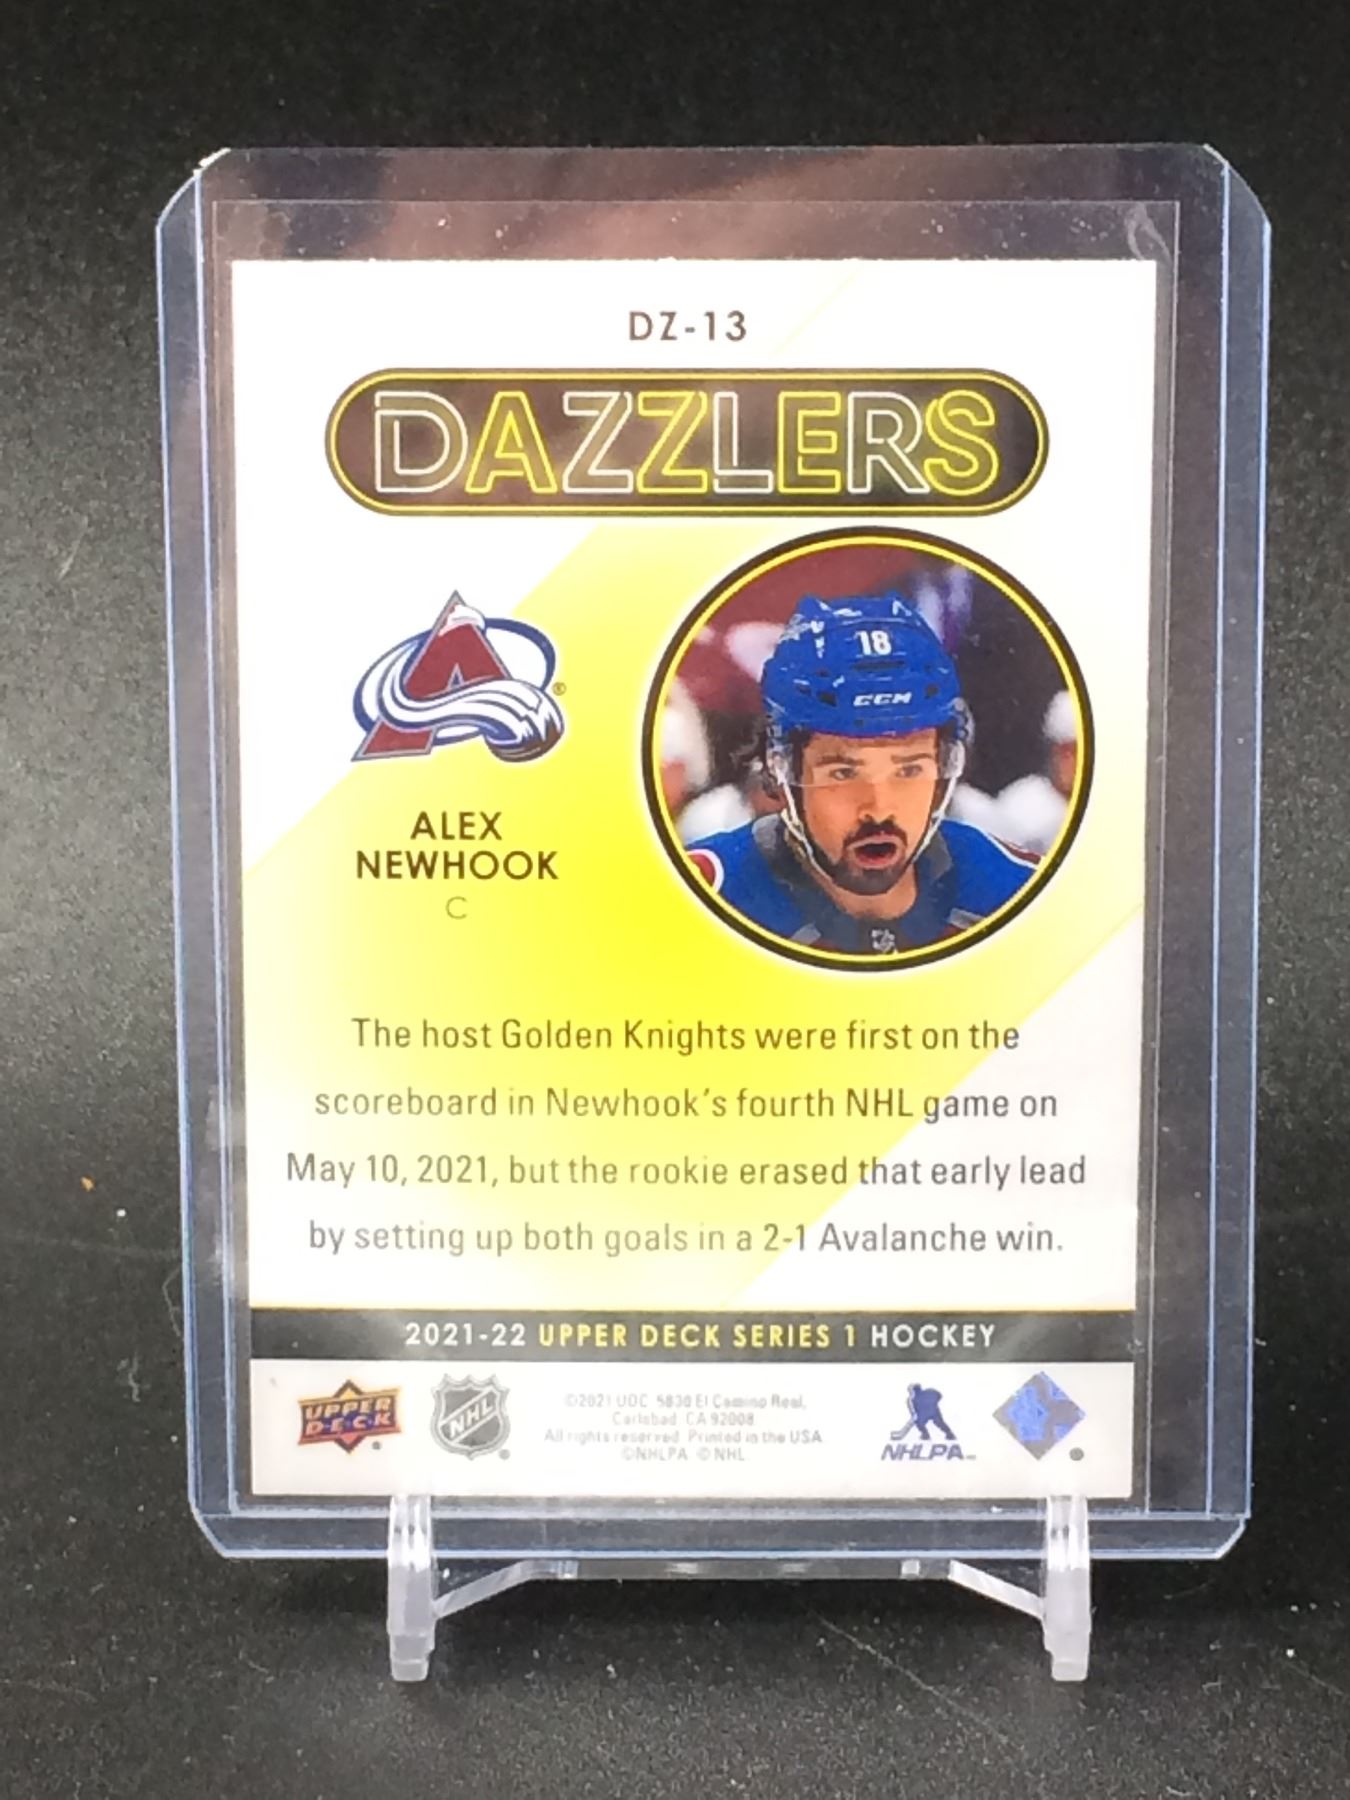 DZ-13
DAZZLERS
18
CCM
ALEX
NEWHOOK
C
The host Golden Knights were first on the
scoreboard in Newhook's fourth NHL game on
May 10, 2021, but the rookie erased that early lead
by setting up both goals in a 2-1 Avalanche win.
2021-22 UPPER DECK SERIES 1 HOCKEY
UPPER
D·E·C·K
NHL
©2021 UDC 5830 El Camino Real,
Carlsbad, CA 92008
All rights reserved. Printed in the USA
©NHLPA ©NHL.
NHLPA